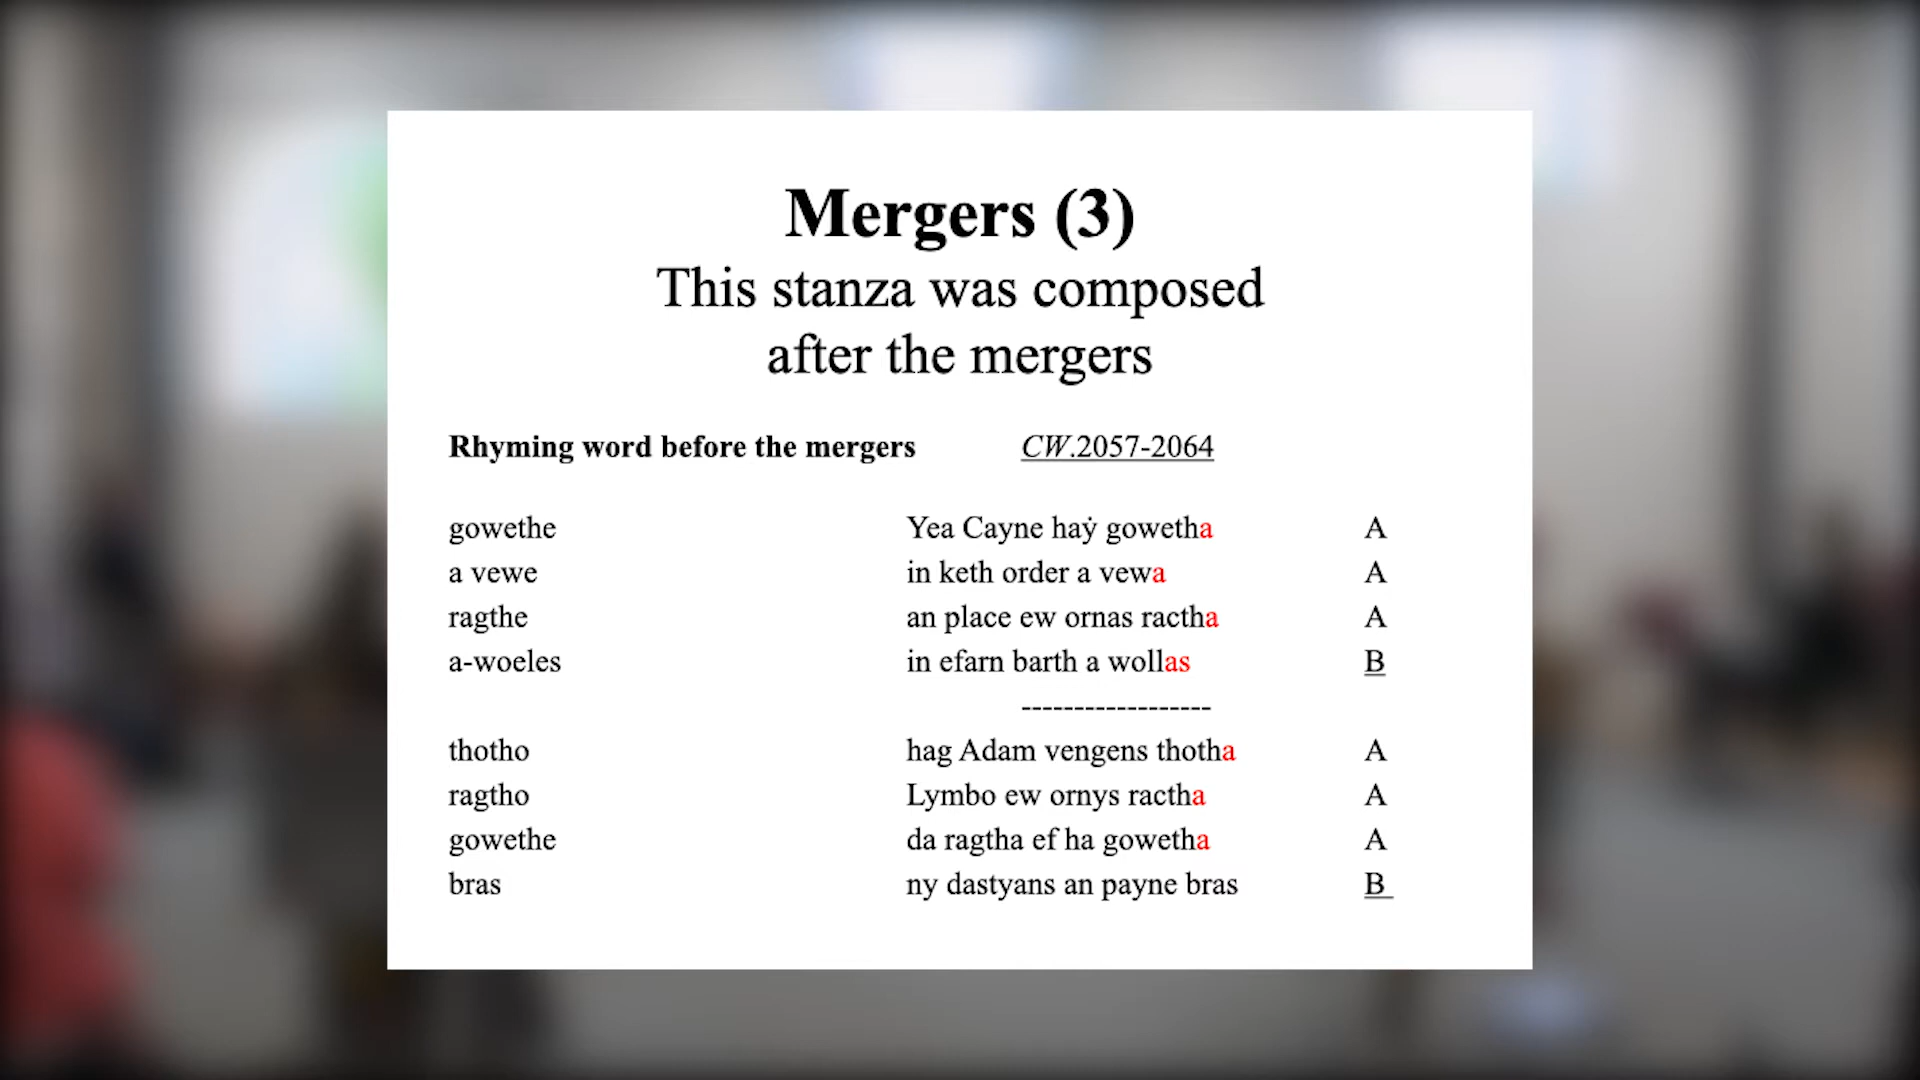 Mergers (3)
This stanza was composed
after the mergers
Rhyming word before the mergers CW.2057-2064
gowethe Yea Cayne haẏ gowetha A
a vewe in keth order a vewa A
ragthe an place ew ornas ractha A
a-woeles in efarn barth a wollas B
------------------
thotho hag Adam vengens thotha A
ragtho Lymbo ew ornys ractha A
gowethe da ragtha ef ha gowetha A
bras ny dastyans an payne bras B